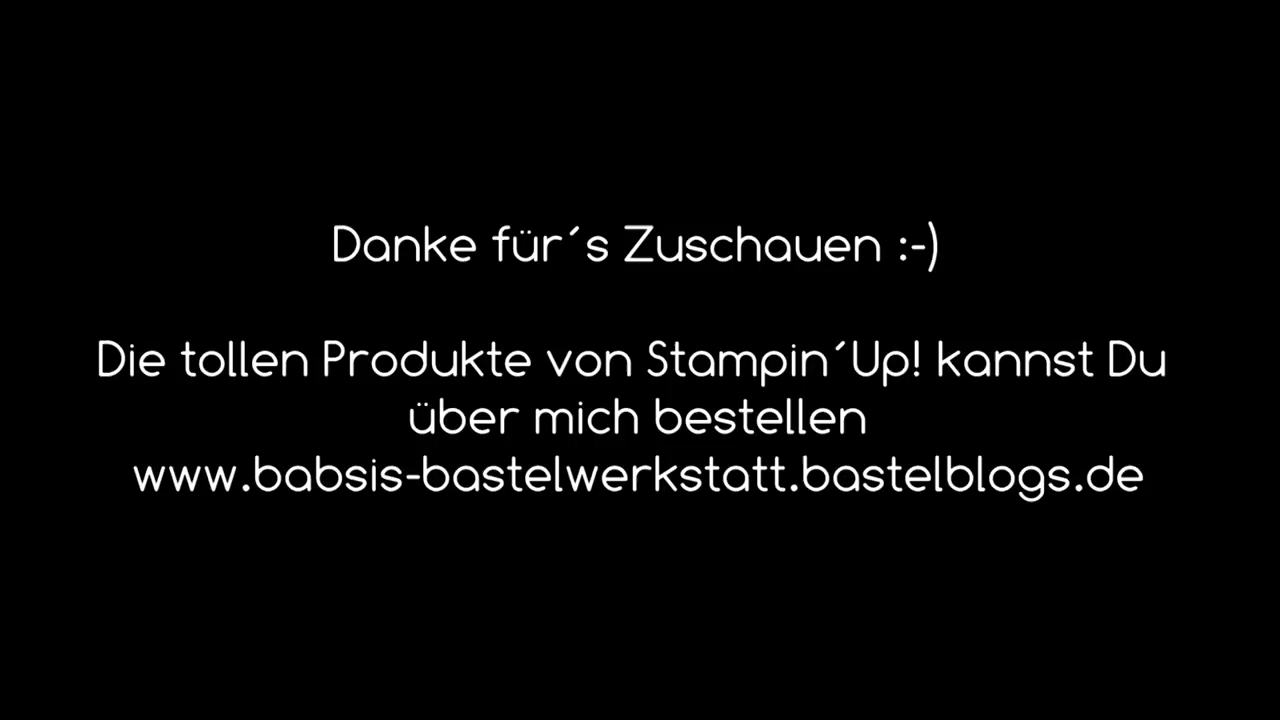 Danke für´s Zuschauen :-)
Die tollen Produkte von Stampin´Up! kannst Du
über mich bestellen
www.babsis-bastelwerkstatt.bastelblogs.de